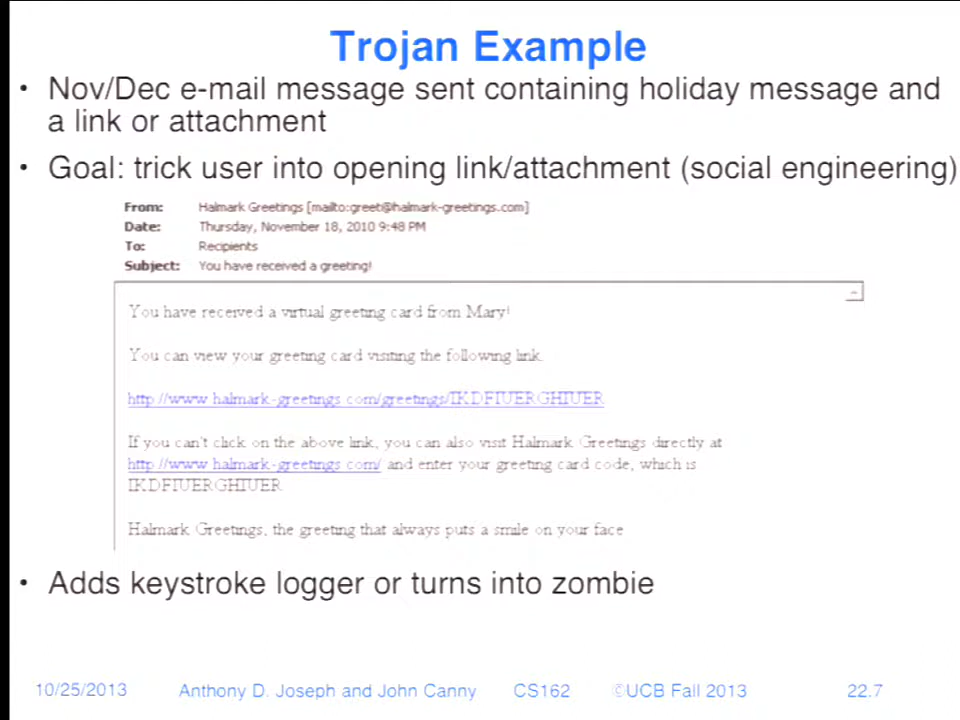 Trojan Example
• Nov/Dec e-mail message sent containing holiday message and
a link or attachment
• Goal: trick user into opening link/attachment (social engineering)
From: Halmark Greetings [mailto:greet@halmark-greetings.com]
Date: Thursday, November 18, 2010 9:48 PM
To: Recipients
Subject: You have received a greeting!
You have received a virtual greeting card from Mary!
You can view your greeting card visiting the following link.
http://www.halmark-greetings.com/greetings/IKDFIUERGHIUER
If you can't click on the above link, you can also visit Halmark Greetings directly at
http://www.halmark-greetings.com/ and enter your greeting card code, which is
IKDFIUERGHIUER
Halmark Greetings, the greeting that always puts a smile on your face
• Adds keystroke logger or turns into zombie
10/25/2013 Anthony D. Joseph and John Canny CS162 ©UCB Fall 2013 22.7